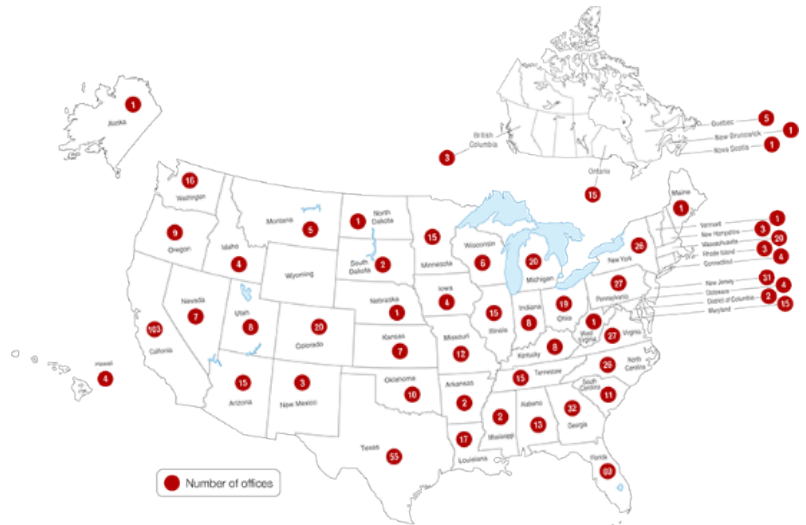 1
Alaska
Quebec
5
New Brunswick
1
Nova Scotia
1
British
Columbia
3
Ontario
15
16
Washington
Montana
5
1
North
Dakota
15
Minnesota
Wisconsin
6
20
Michigan
Maine
1
Vermont
1
New Hampshire
3
Massachusetts
20
Rhode Island
3
Connecticut
4
9
Oregon
Idaho
4
Wyoming
South
Dakota
2
26
New York
27
Pennsylvania
New Jersey
31
Delaware
4
District of Columbia
2
Maryland
15
Nevada
7
Utah
8
20
Colorado
Nebraska
1
Iowa
4
15
Illinois
Indiana
8
19
Ohio
1
West
Virginia
27
Virginia
103
California
Kansas
7
Missouri
12
Kentucky
8
26
North
Carolina
Hawaii
4
15
Arizona
3
New Mexico
Oklahoma
10
Arkansas
2
15
Tennessee
South
Carolina
11
Texas
55
17
Louisiana
2
Mississippi
Alabama
13
32
Georgia
Florida
Number of offices